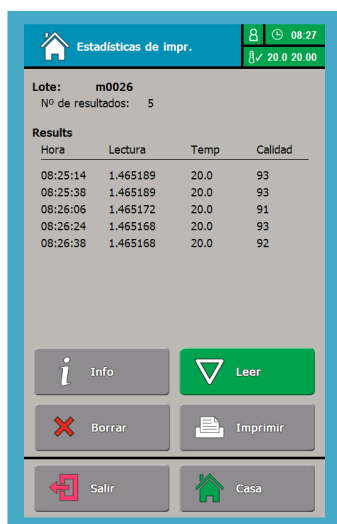 Estadísticas de impr.
8 08:27
8✓ 20.0 20.00
Lote: m0026
Nº de resultados: 5
Results
Hora Lectura Temp Calidad
08:25:14 1.465189 20.0 93
08:25:38 1.465189 20.0 93
08:26:06 1.465172 20.0 91
08:26:24 1.465168 20.0 93
08:26:38 1.465168 20.0 92
i Info
Leer
Borrar
Imprimir
Salir
Casa